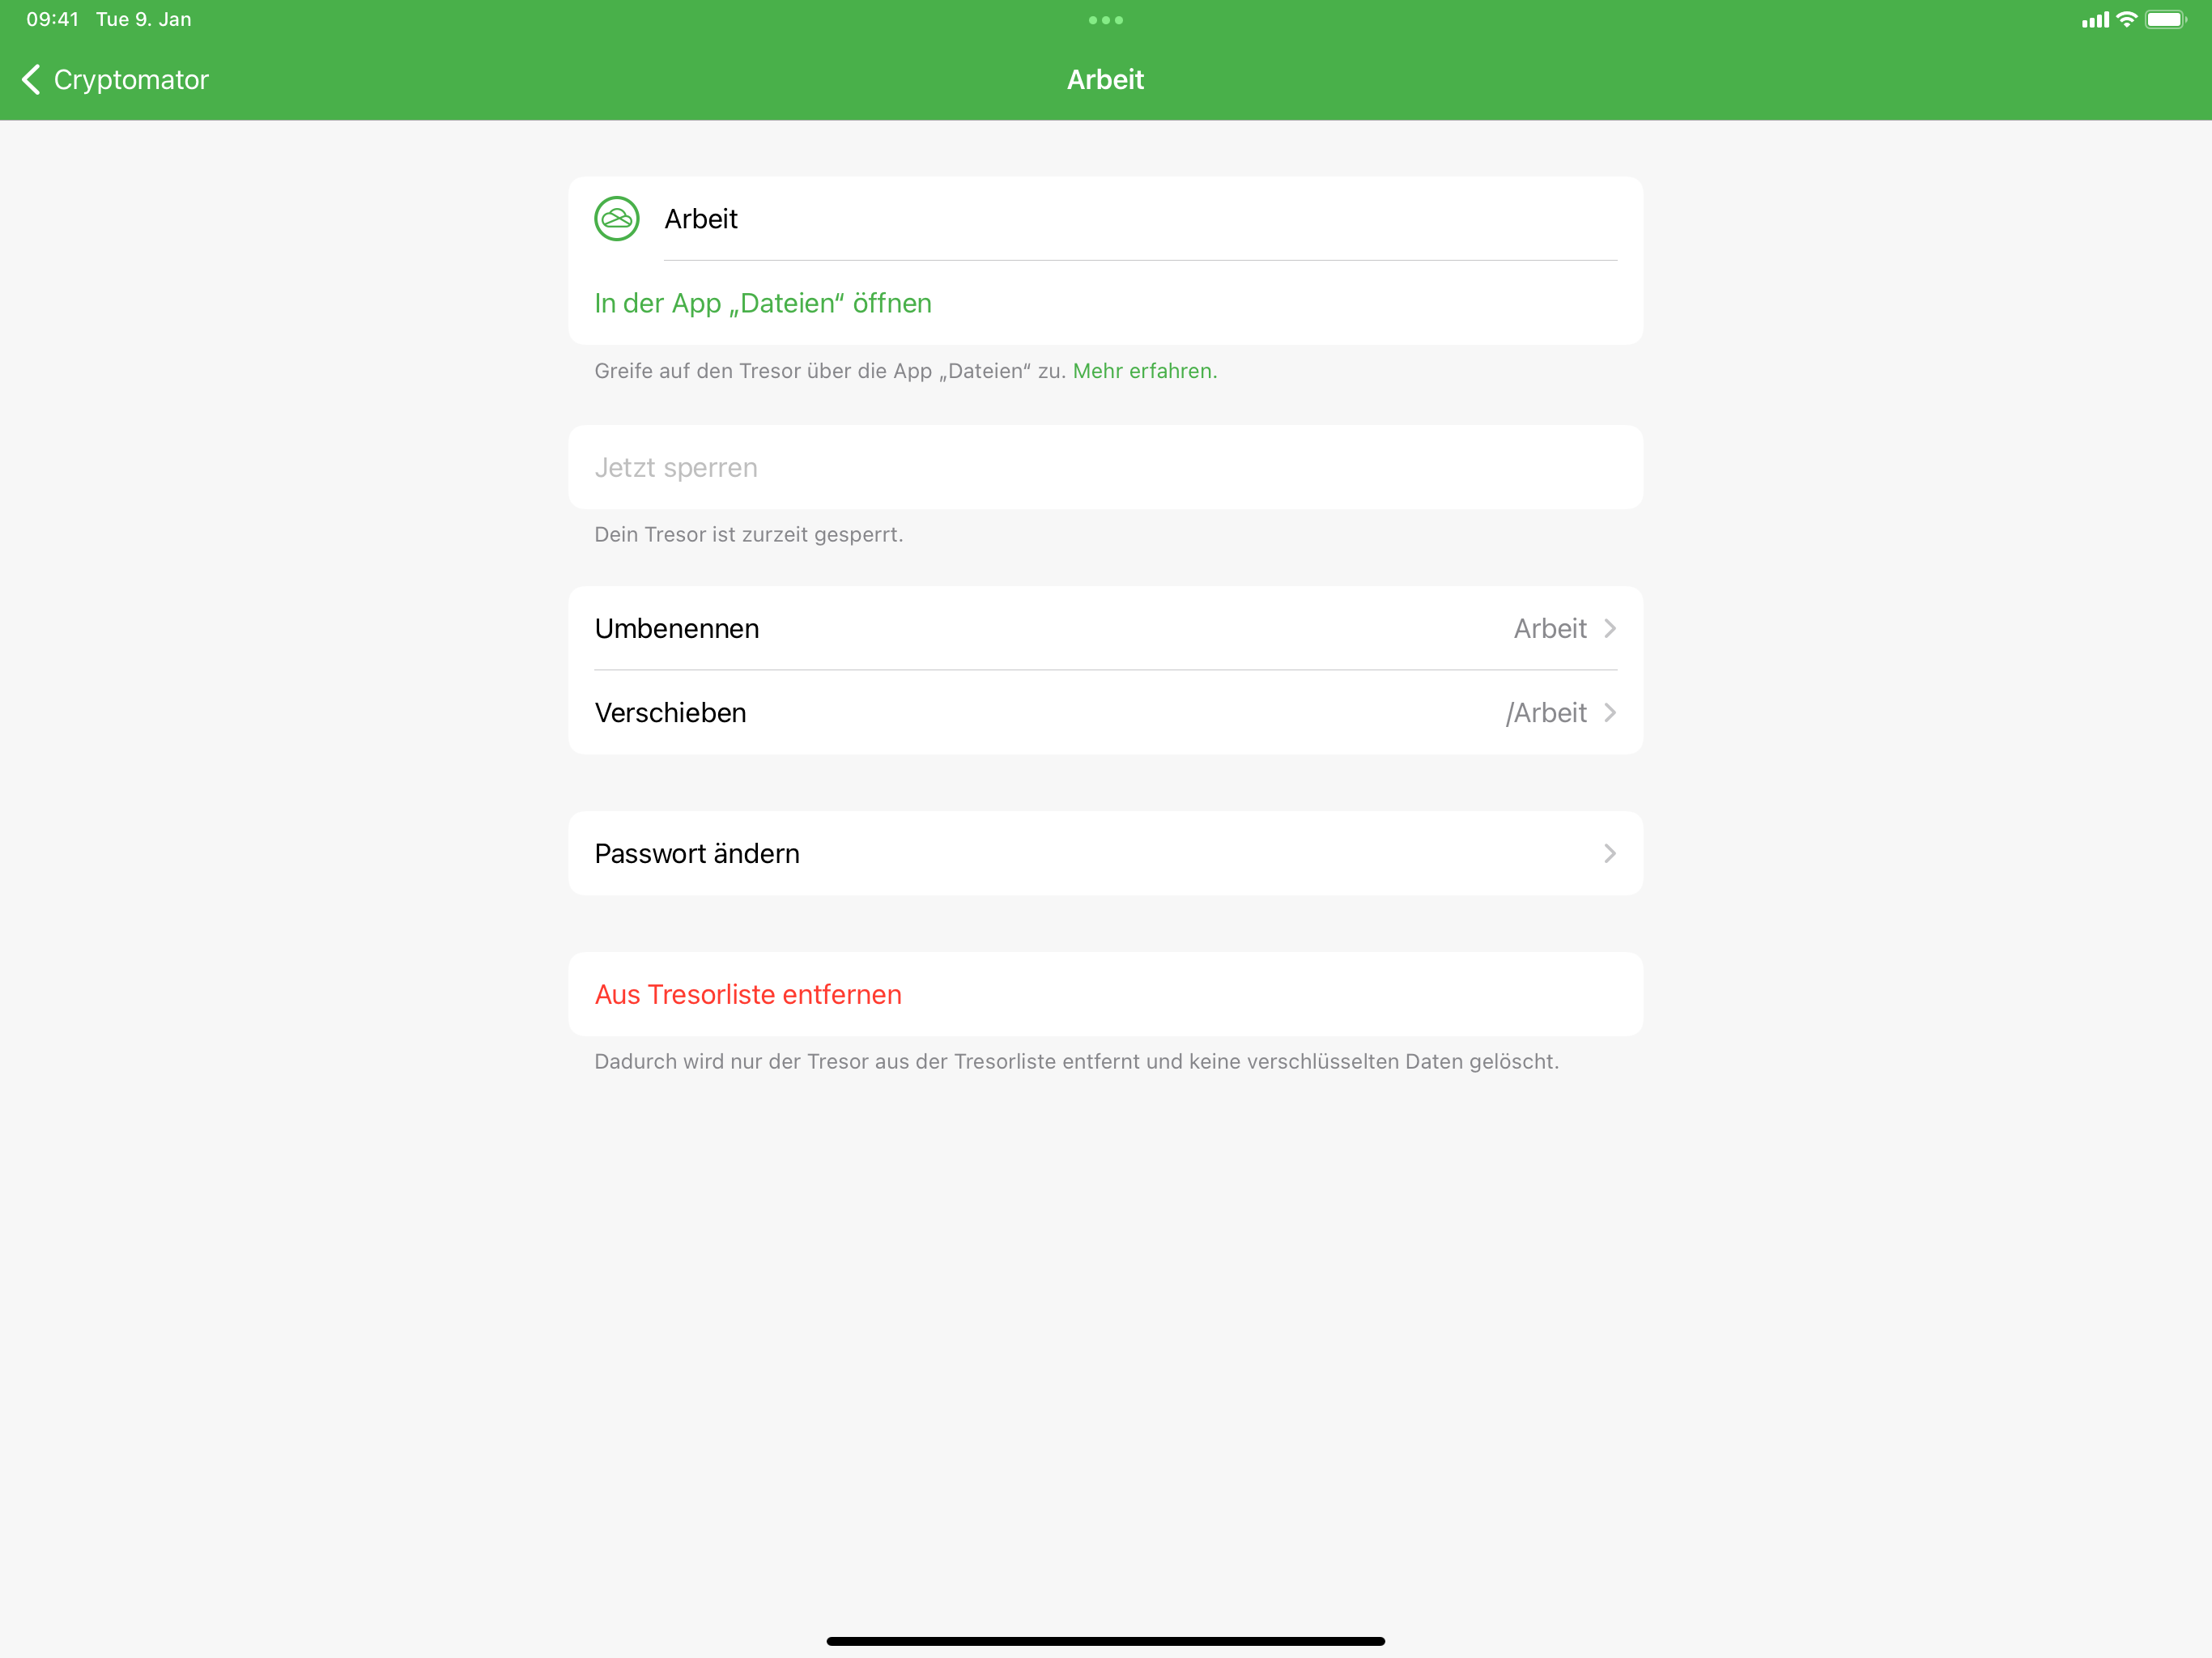 09:41 Tue 9. Jan
Cryptomator
Arbeit
Arbeit
In der App „Dateien“ öffnen
Greife auf den Tresor über die App „Dateien“ zu. Mehr erfahren.
Jetzt sperren
Dein Tresor ist zurzeit gesperrt.
Umbenennen Arbeit
Verschieben /Arbeit
Passwort ändern
Aus Tresorliste entfernen
Dadurch wird nur der Tresor aus der Tresorliste entfernt und keine verschlüsselten Daten gelöscht.